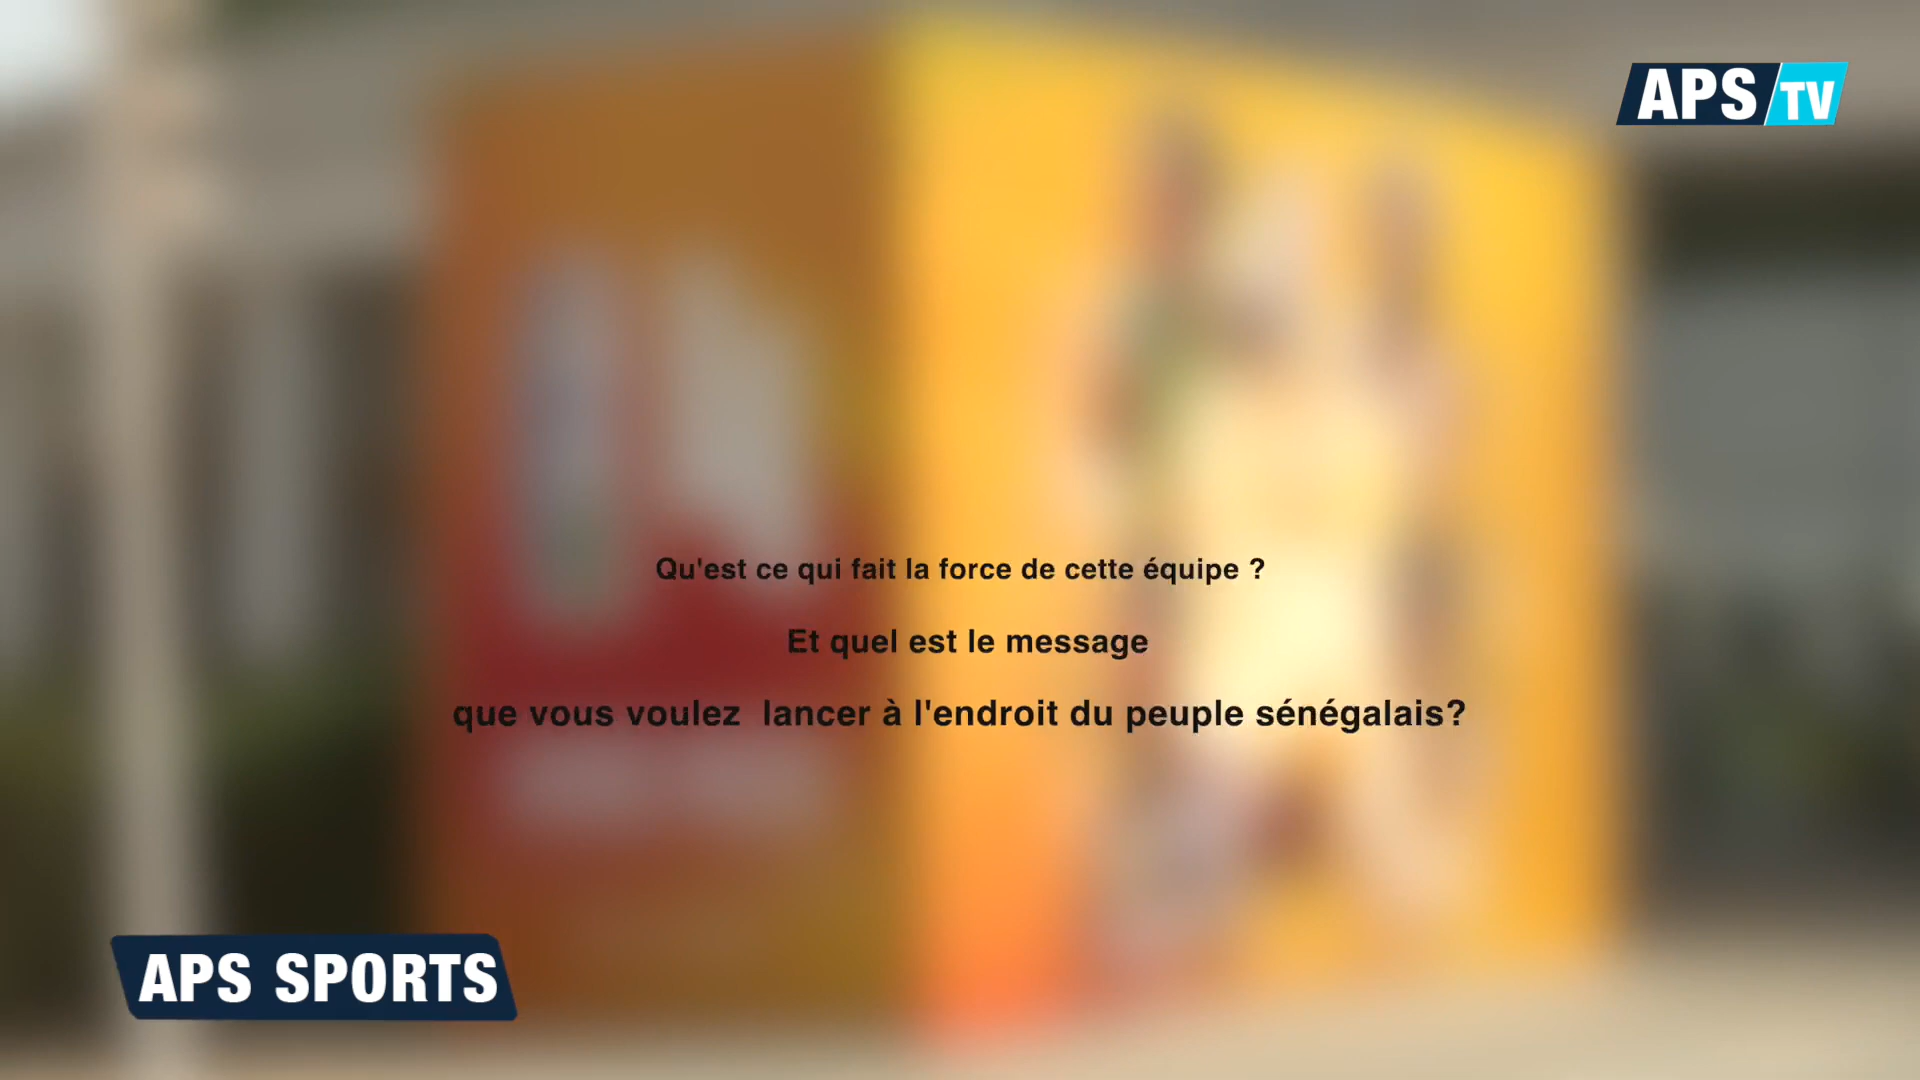 APS TV
Qu'est ce qui fait la force de cette équipe ?
Et quel est le message
que vous voulez  lancer à l'endroit du peuple sénégalais?
APS SPORTS